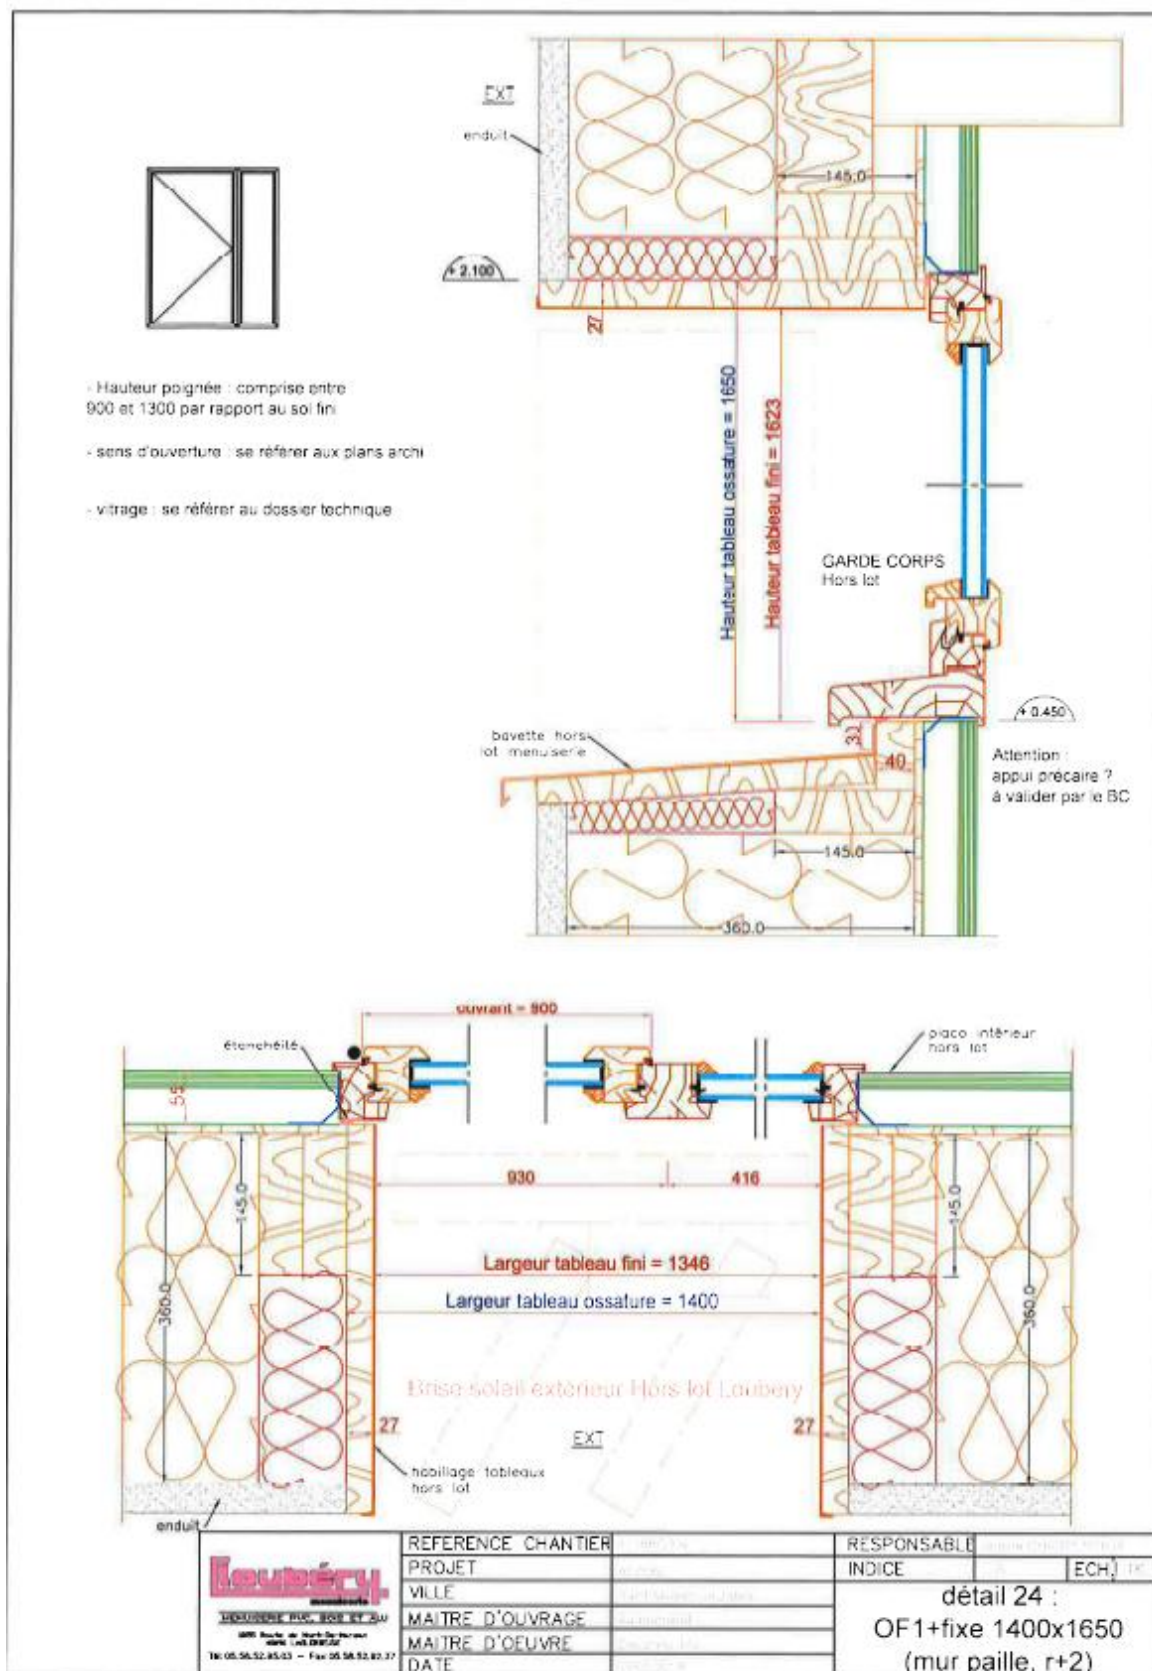 EXT
enduit
145.0
+ 2.100
27
- Hauteur poignée : comprise entre
900 et 1300 par rapport au sol fini
- sens d'ouverture : se référer aux plans archi
- vitrage : se référer au dossier technique
Hauteur tableau ossature = 1650
Hauteur tableau fini = 1623
GARDE CORPS
Hors lot
+ 0.450
31
40
bavette hors
lot menuiserie
Attention :
appui précaire ?
à valider par le BC
145.0
360.0
ouvrant = 900
étanchéité
placo intérieur
hors lot
55
930
416
145.0
145.0
360.0
360.0
Largeur tableau fini = 1346
Largeur tableau ossature = 1400
Brise soleil extérieur Hors lot Loubery
27
27
EXT
habillage tableaux
hors lot
enduit
Loubéry
menuiserie
MENUISERIE PVC, BOIS ET ALU
REFERENCE CHANTIER
PROJET
VILLE
MAITRE D'OUVRAGE
MAITRE D'OEUVRE
DATE
RESPONSABLE
INDICE
ECH.
détail 24 :
OF1+fixe 1400x1650
(mur paille, r+2)